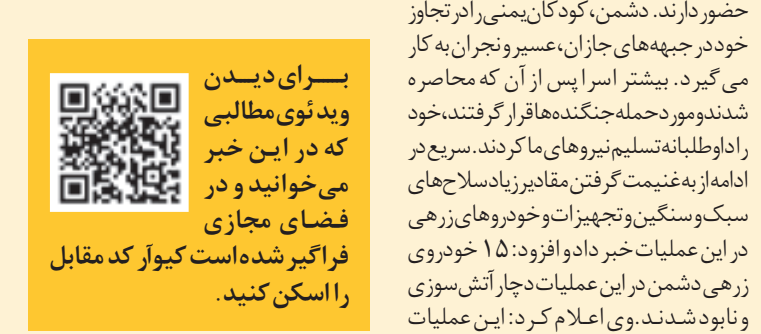 حضور دارند. دشمن، کودکان یمنی را در تجاوز
خود در جبهه‌های جازان، عسیر و نجران به کار
می گیرد. بیشتر اسرا پس از آن که محاصره
شدند و مورد حمله جنگنده‌ها قرار گرفتند، خود
را داوطلبانه تسلیم نیروهای ما کردند. سریع در
ادامه از به غنیمت گرفتن مقادیر زیاد سلاح های
سبک و سنگین و تجهیزات و خودروهای زرهی
در این عملیات خبر داد و افزود: ۱۵ خودروی
زرهی دشمن در این عملیات دچار آتش سوزی
و نابود شدند. وی اعلام کرد: این عملیات
بــرای دیــدن
ویدئوی مطالبی
که در این خبر
می‌خوانید و در
فضای مجازی
فراگیر شده‌است کیوآر کد مقابل
را اسکن کنید.